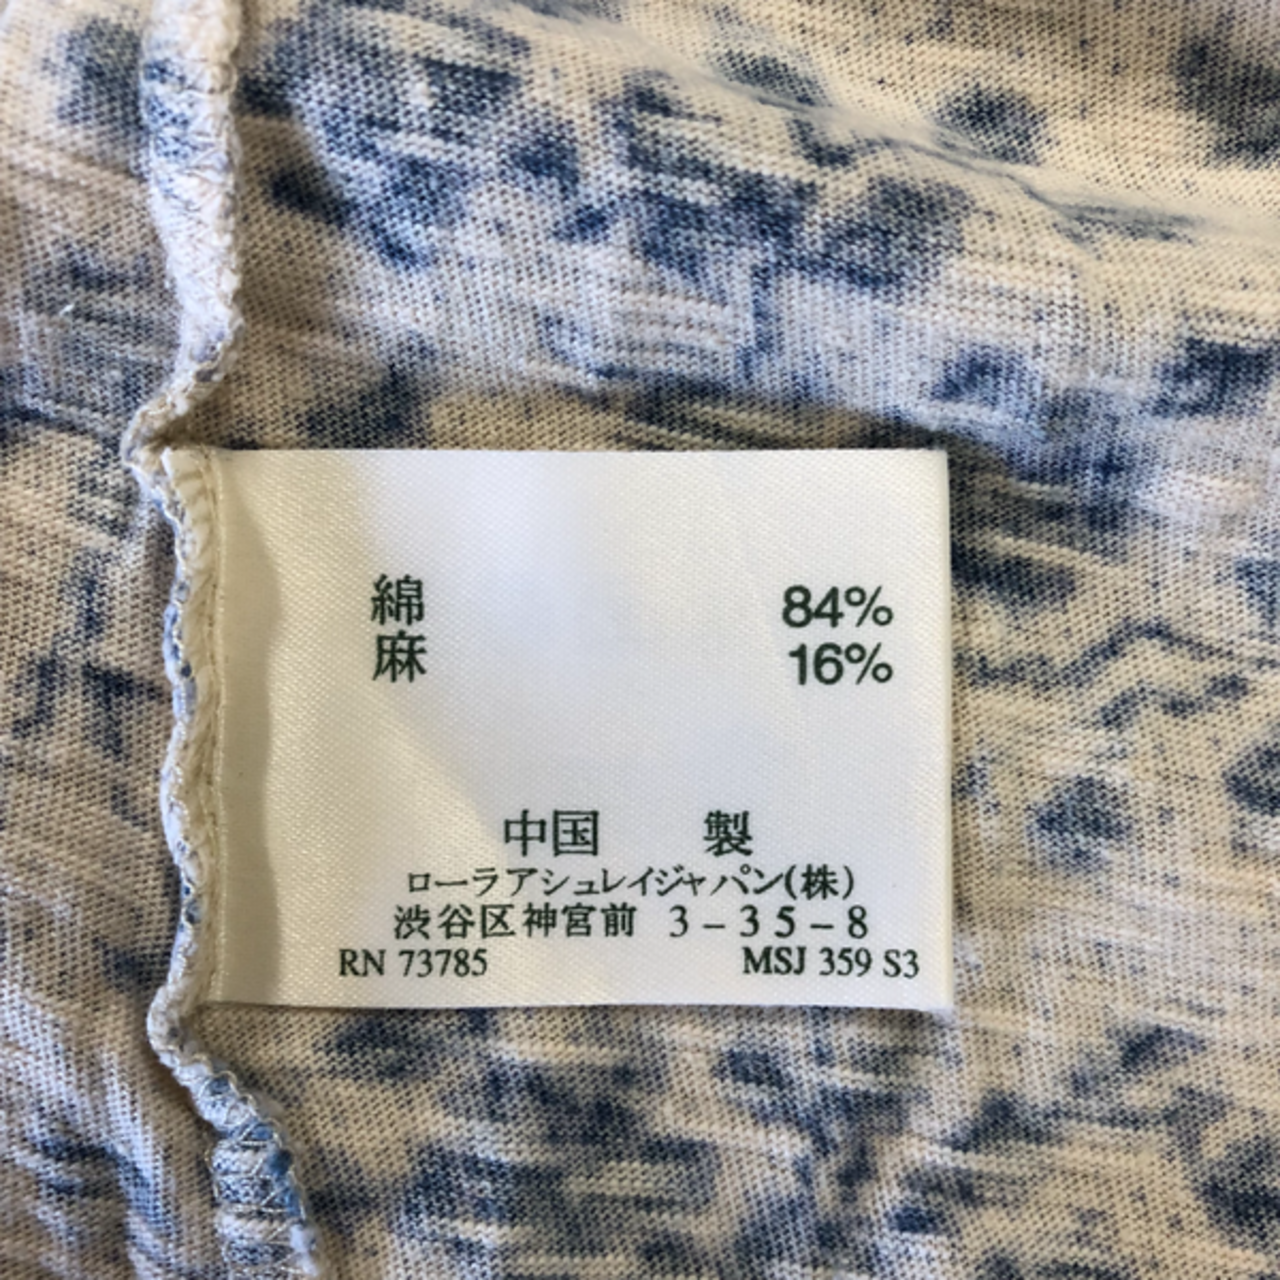 綿 84%
麻 16%
中国 製
ローラアシュレイジャパン(株)
渋谷区神宮前 3-35-8
RN 73785 MSJ 359 S3